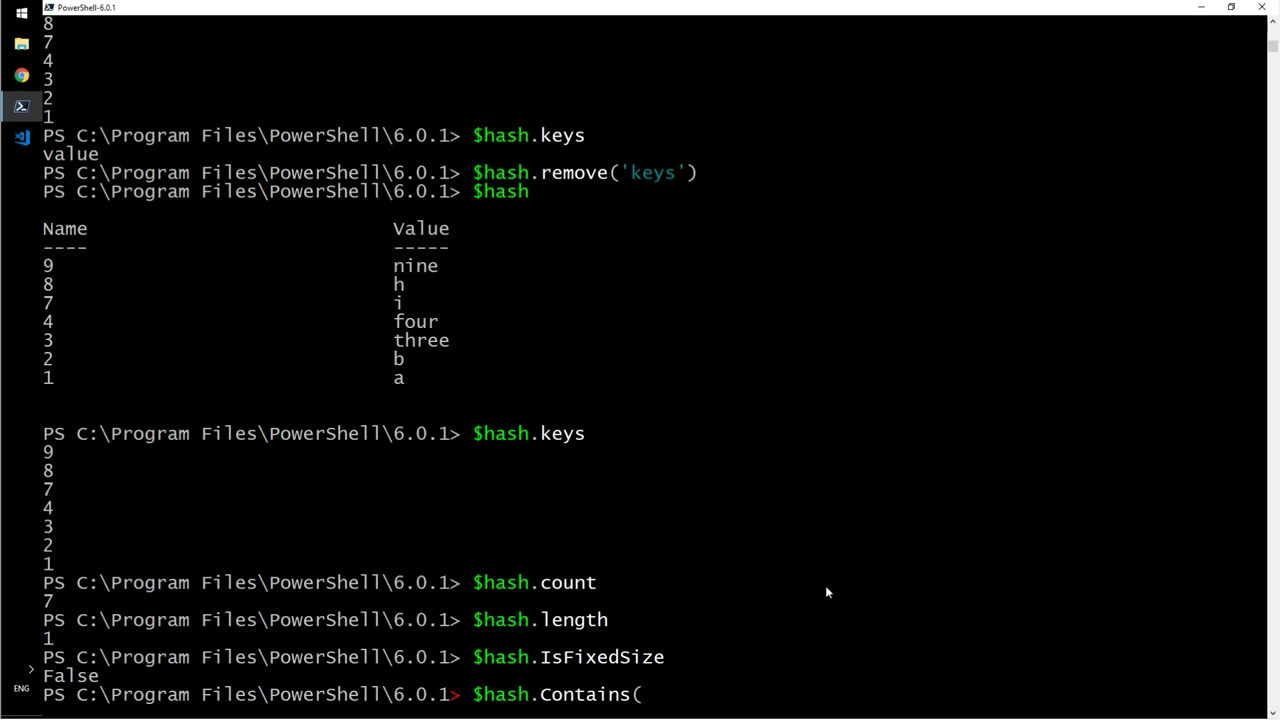 PowerShell-6.0.1
8
7
4
3
2
1
PS C:\Program Files\PowerShell\6.0.1> $hash.keys
value
PS C:\Program Files\PowerShell\6.0.1> $hash.remove('keys')
PS C:\Program Files\PowerShell\6.0.1> $hash
Name Value
---- -----
9 nine
8 h
7 i
4 four
3 three
2 b
1 a
PS C:\Program Files\PowerShell\6.0.1> $hash.keys
9
8
7
4
3
2
1
PS C:\Program Files\PowerShell\6.0.1> $hash.count
7
PS C:\Program Files\PowerShell\6.0.1> $hash.length
1
PS C:\Program Files\PowerShell\6.0.1> $hash.IsFixedSize
False
PS C:\Program Files\PowerShell\6.0.1> $hash.Contains(
ENG